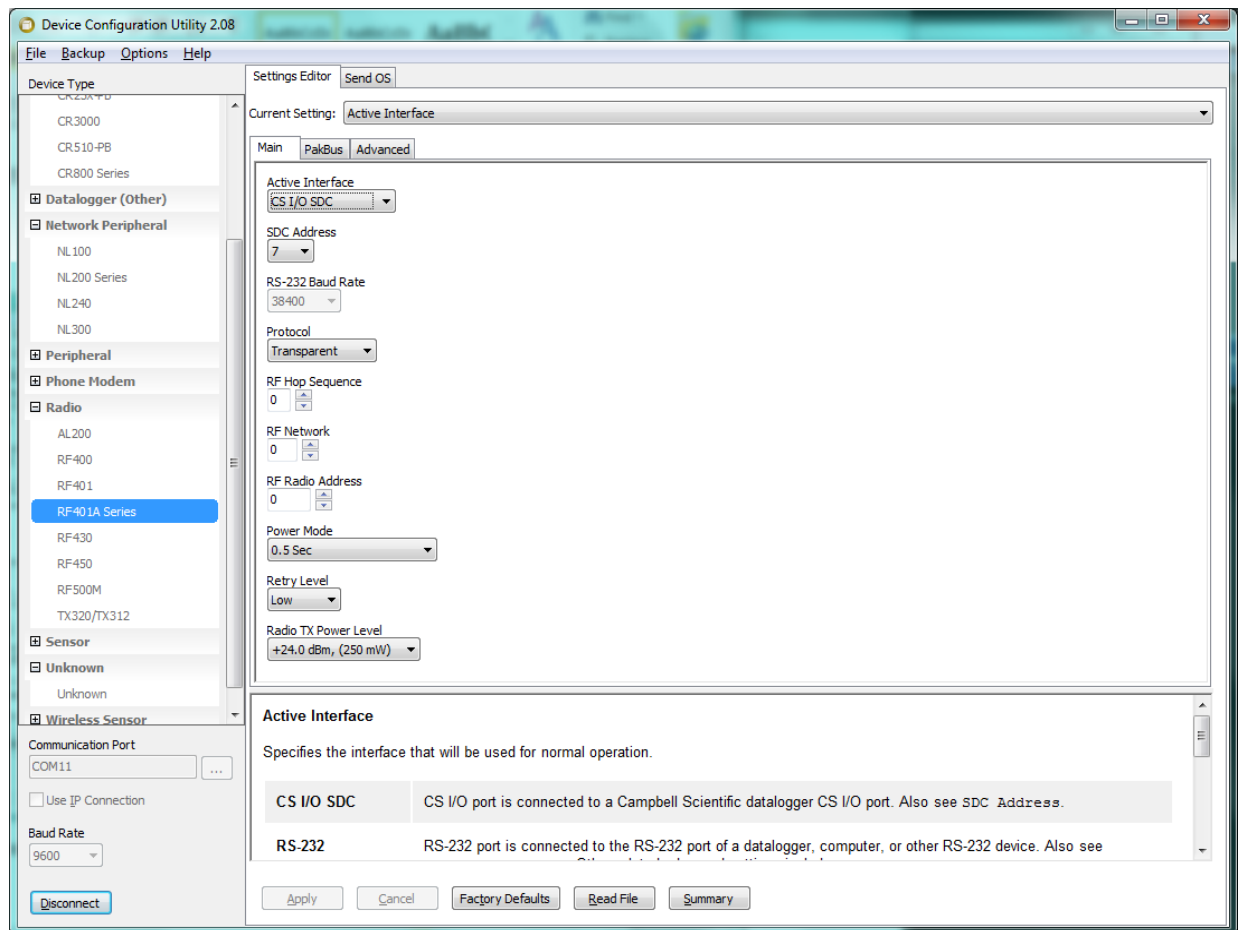 Device Configuration Utility 2.08
File Backup Options Help
Device Type
CR3000
CR510-PB
CR800 Series
Datalogger (Other)
Network Peripheral
NL100
NL200 Series
NL240
NL300
Peripheral
Phone Modem
Radio
AL200
RF400
RF401
RF401A Series
RF430
RF450
RF500M
TX320/TX312
Sensor
Unknown
Unknown
Wireless Sensor
Communication Port
COM11
...
Use IP Connection
Baud Rate
9600
Disconnect
Settings Editor Send OS
Current Setting: Active Interface
Main PakBus Advanced
Active Interface
CS I/O SDC
SDC Address
7
RS-232 Baud Rate
38400
Protocol
Transparent
RF Hop Sequence
0
RF Network
0
RF Radio Address
0
Power Mode
0.5 Sec
Retry Level
Low
Radio TX Power Level
+24.0 dBm, (250 mW)
Active Interface
Specifies the interface that will be used for normal operation.
CS I/O SDC CS I/O port is connected to a Campbell Scientific datalogger CS I/O port. Also see SDC Address.
RS-232 RS-232 port is connected to the RS-232 port of a datalogger, computer, or other RS-232 device. Also see
Apply Cancel Factory Defaults Read File Summary